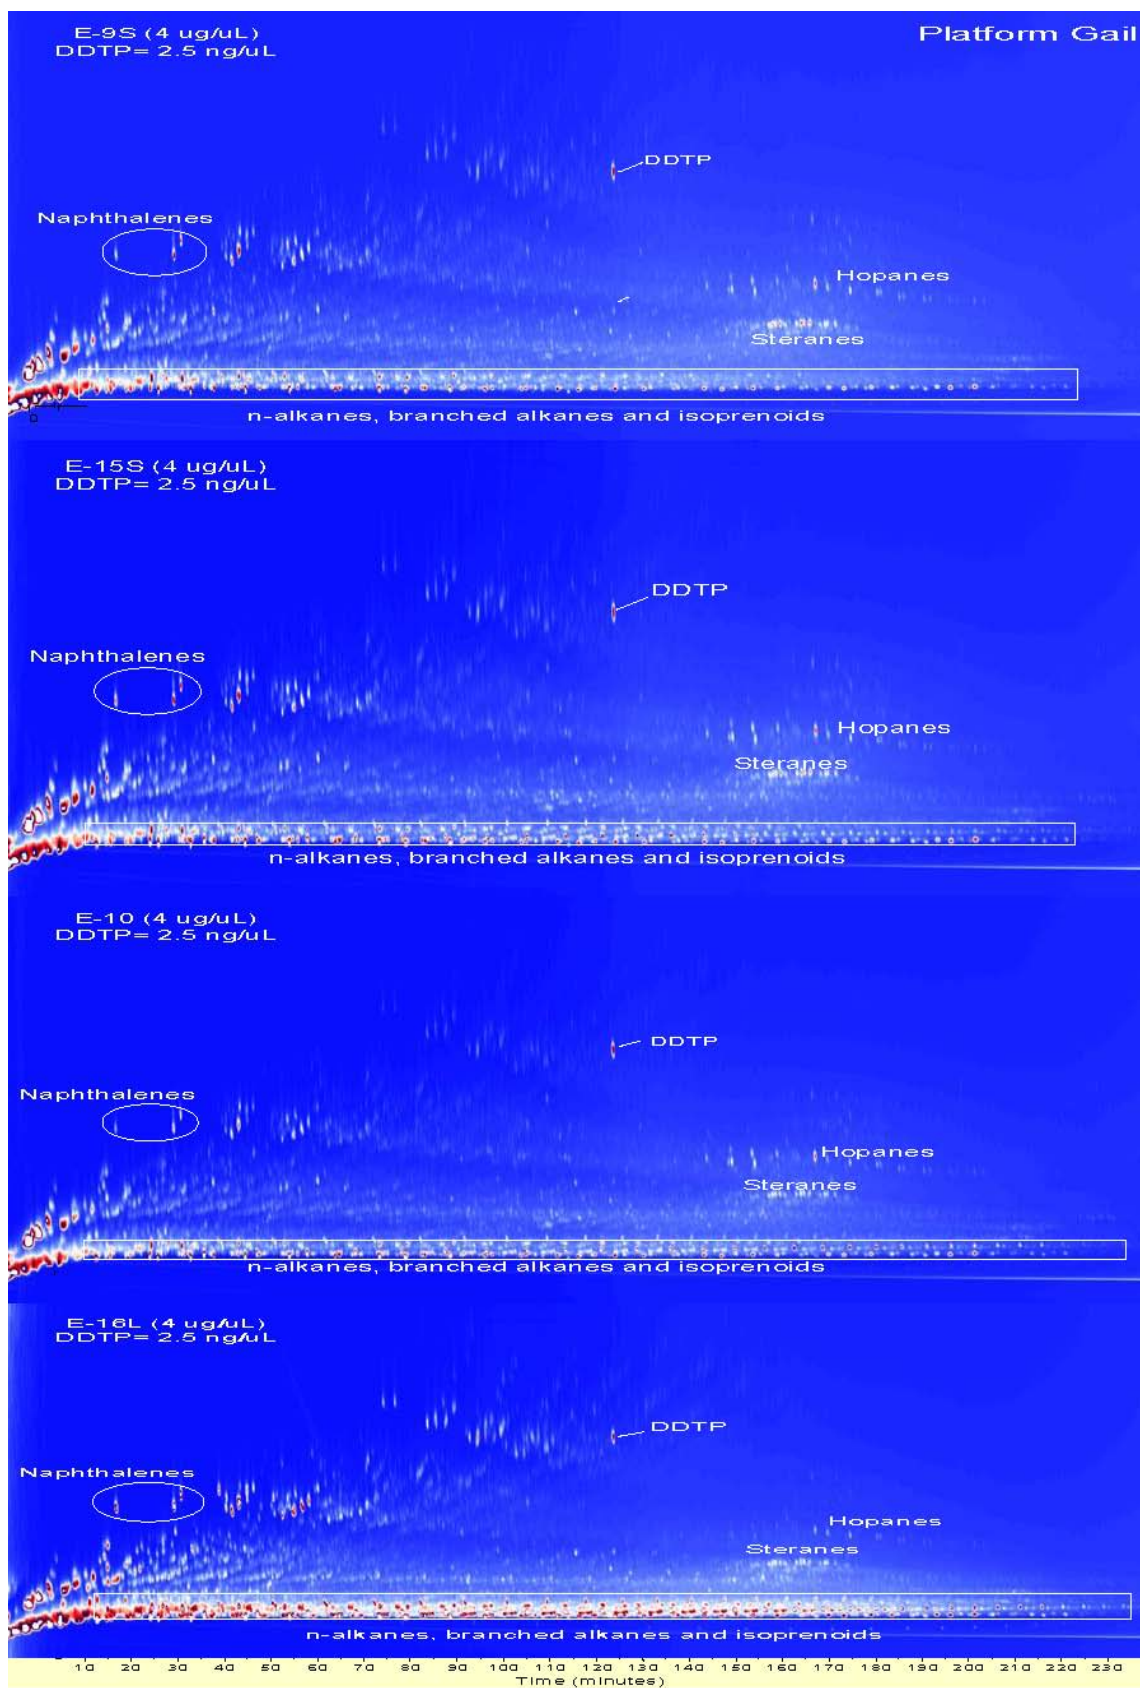 E-9S (4 ug/uL)
DDTP= 2.5 ng/uL
Platform Gail
DDTP
Naphthalenes
Hopanes
Steranes
n-alkanes, branched alkanes and isoprenoids
E-15S (4 ug/uL)
DDTP= 2.5 ng/uL
DDTP
Naphthalenes
Hopanes
Steranes
n-alkanes, branched alkanes and isoprenoids
E-10 (4 ug/uL)
DDTP= 2.5 ng/uL
DDTP
Naphthalenes
Hopanes
Steranes
n-alkanes, branched alkanes and isoprenoids
E-16L (4 ug/uL)
DDTP= 2.5 ng/uL
DDTP
Naphthalenes
Hopanes
Steranes
n-alkanes, branched alkanes and isoprenoids
10 20 30 40 50 60 70 80 90 100 110 120 130 140 150 160 170 180 190 200 210 220 230
Time (minutes)